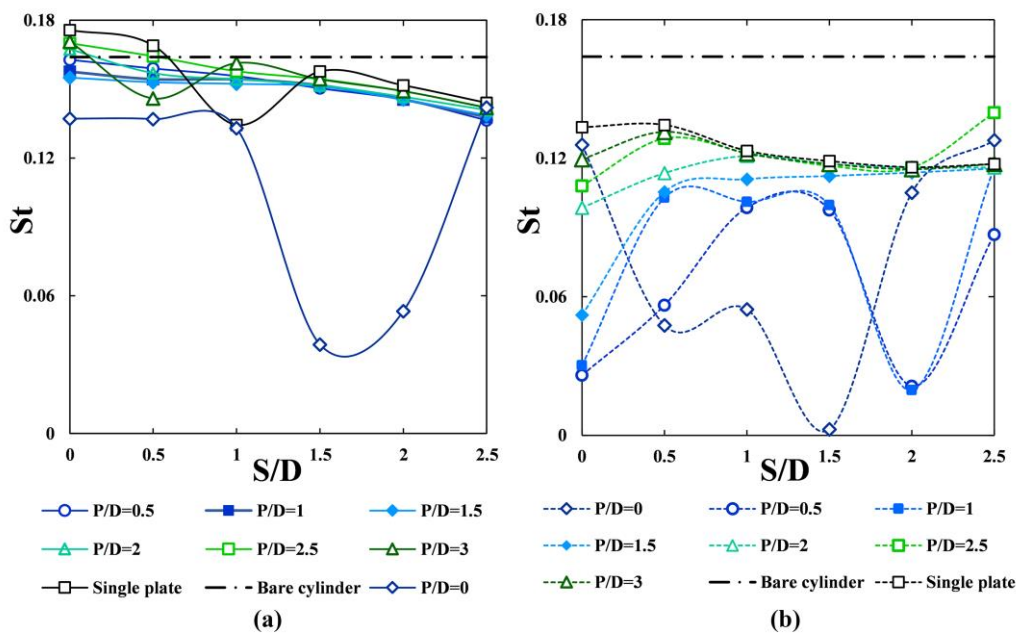 0.18
0.12
0.06
0
St
0 0.5 1 1.5 2 2.5
S/D
P/D=0.5 P/D=1 P/D=1.5
P/D=2 P/D=2.5 P/D=3
Single plate Bare cylinder P/D=0
(a)
0.18
0.12
0.06
0
St
0 0.5 1 1.5 2 2.5
S/D
P/D=0 P/D=0.5 P/D=1
P/D=1.5 P/D=2 P/D=2.5
P/D=3 Bare cylinder Single plate
(b)